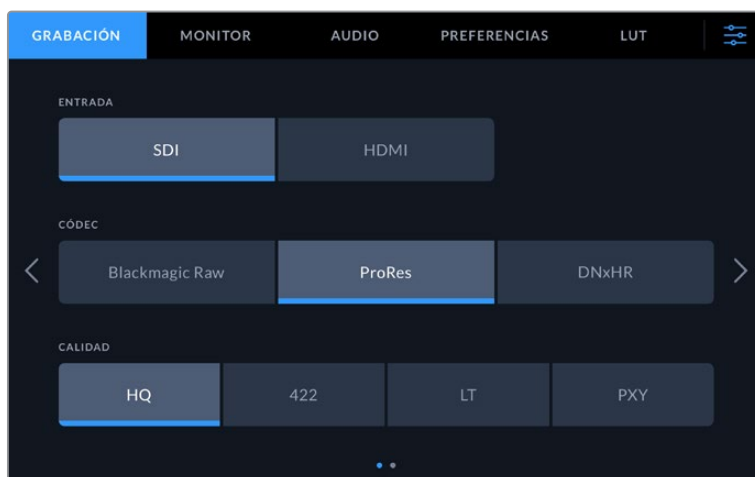 GRABACIÓN MONITOR AUDIO PREFERENCIAS LUT
ENTRADA
SDI HDMI
CÓDEC
Blackmagic Raw ProRes DNxHR
CALIDAD
HQ 422 LT PXY